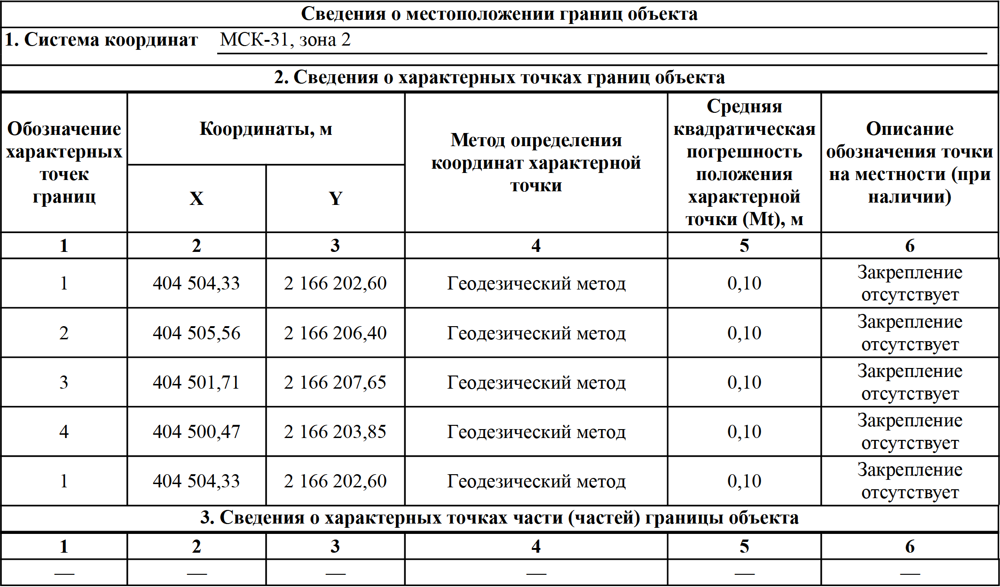 Сведения о местоположении границ объекта
1. Система координат МСК-31, зона 2
2. Сведения о характерных точках границ объекта
Обозначение
характерных
точек
границ
Координаты, м
X
Y
Метод определения
координат характерной
точки
Средняя
квадратическая
погрешность
положения
характерной
точки (Mt), м
Описание
обозначения точки
на местности (при
наличии)
1 2 3 4 5 6
1 404 504,33 2 166 202,60 Геодезический метод 0,10 Закрепление
отсутствует
2 404 505,56 2 166 206,40 Геодезический метод 0,10 Закрепление
отсутствует
3 404 501,71 2 166 207,65 Геодезический метод 0,10 Закрепление
отсутствует
4 404 500,47 2 166 203,85 Геодезический метод 0,10 Закрепление
отсутствует
1 404 504,33 2 166 202,60 Геодезический метод 0,10 Закрепление
отсутствует
3. Сведения о характерных точках части (частей) границы объекта
1 2 3 4 5 6
— — — — — —